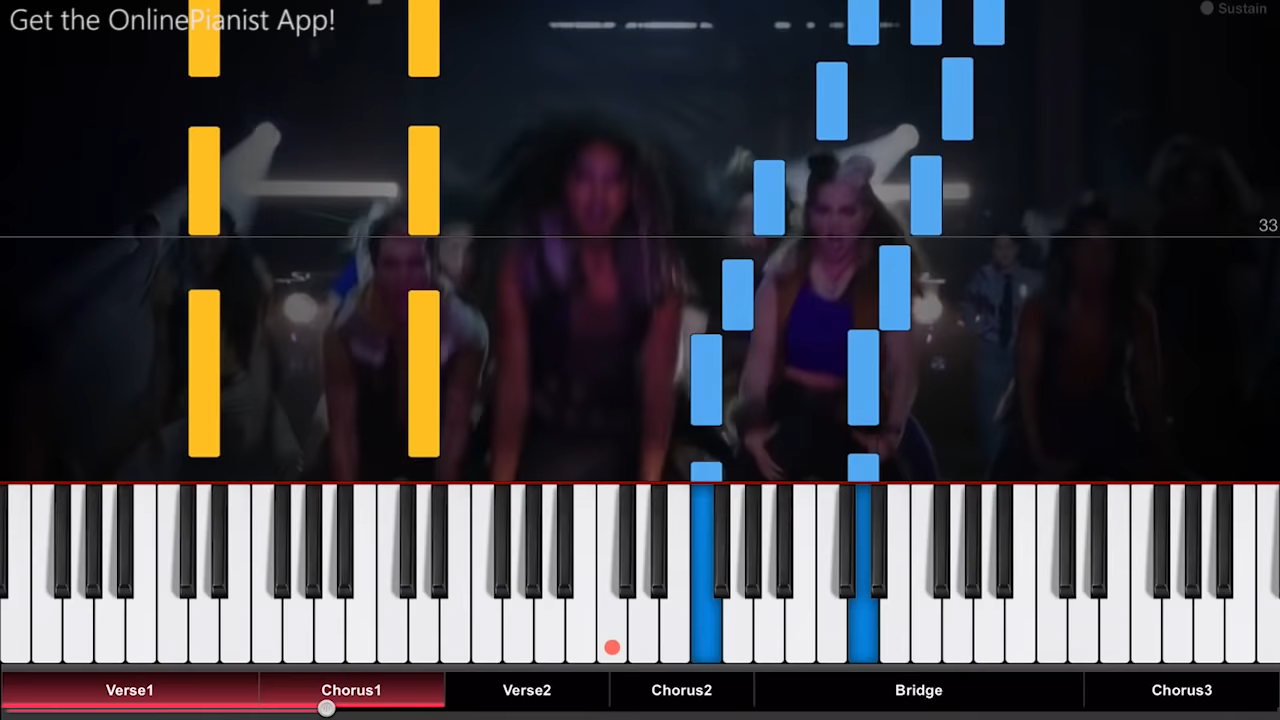 Get the OnlinePianist App!
Sustain
33
Verse1
Chorus1
Verse2
Chorus2
Bridge
Chorus3